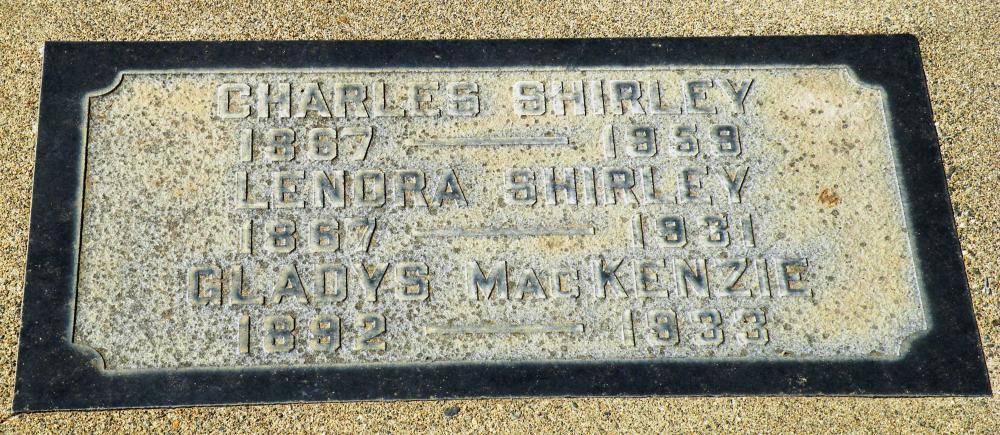 CHARLES SHIRLEY
1867 — 1959
LENORA SHIRLEY
1867 — 1931
GLADYS MACKENZIE
1892 — 1933